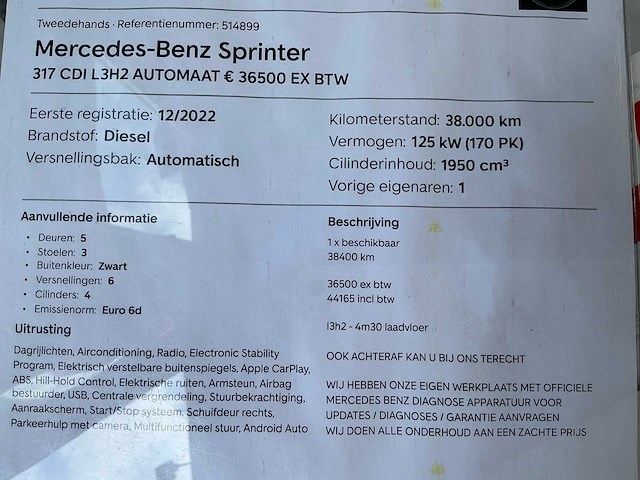 Tweedehands · Referentienummer: 514899
Mercedes-Benz Sprinter
317 CDI L3H2 AUTOMAAT € 36500 EX BTW
Eerste registratie: 12/2022
Brandstof: Diesel
Versnellingsbak: Automatisch
Kilometerstand: 38.000 km
Vermogen: 125 kW (170 PK)
Cilinderinhoud: 1950 cm³
Vorige eigenaren: 1
Aanvullende informatie
• Deuren: 5
• Stoelen: 3
• Buitenkleur: Zwart
• Versnellingen: 6
• Cilinders: 4
• Emissienorm: Euro 6d
Uitrusting
Dagrijlichten, Airconditioning, Radio, Electronic Stability
Program, Elektrisch verstelbare buitenspiegels, Apple CarPlay,
ABS, Hill-Hold Control, Elektrische ruiten, Armsteun, Airbag
bestuurder, USB, Centrale vergrendeling, Stuurbekrachtiging,
Aanraakscherm, Start/Stop systeem, Schuifdeur rechts,
Parkeerhulp met camera, Multifunctioneel stuur, Android Auto
Beschrijving
1 x beschikbaar
38400 km
36500 ex btw
44165 incl btw
l3h2 - 4m30 laadvloer
OOK ACHTERAF KAN U BIJ ONS TERECHT
WIJ HEBBEN ONZE EIGEN WERKPLAATS MET OFFICIELE
MERCEDES BENZ DIAGNOSE APPARATUUR VOOR
UPDATES / DIAGNOSES / GARANTIE AANVRAGEN
WIJ DOEN ALLE ONDERHOUD AAN EEN ZACHTE PRIJS